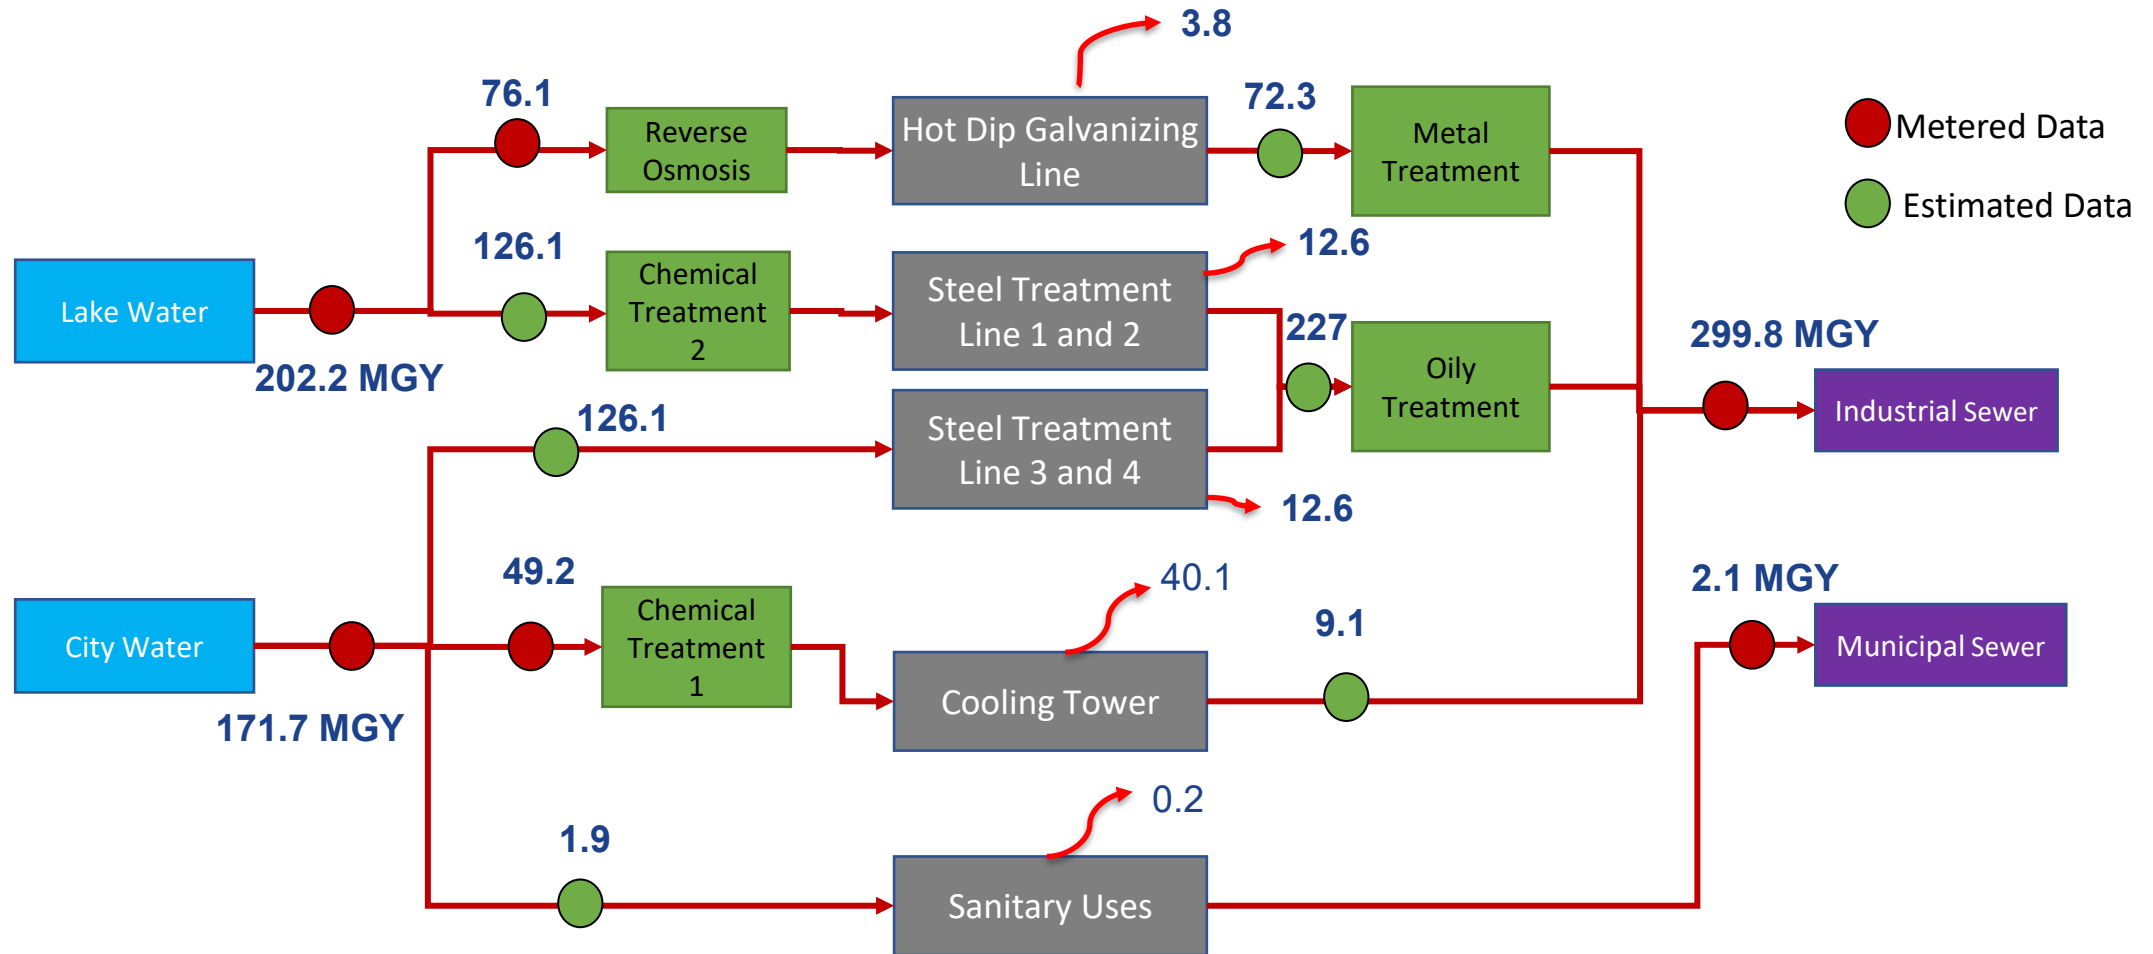 3.8
76.1
72.3
Reverse
Osmosis
Hot Dip Galvanizing
Line
Metal
Treatment
Metered Data
Estimated Data
126.1
12.6
Lake Water
202.2 MGY
Chemical
Treatment
2
Steel Treatment
Line 1 and 2
227
Oily
Treatment
299.8 MGY
Industrial Sewer
126.1
Steel Treatment
Line 3 and 4
12.6
49.2
40.1
City Water
171.7 MGY
Chemical
Treatment
1
Cooling Tower
9.1
2.1 MGY
Municipal Sewer
0.2
1.9
Sanitary Uses